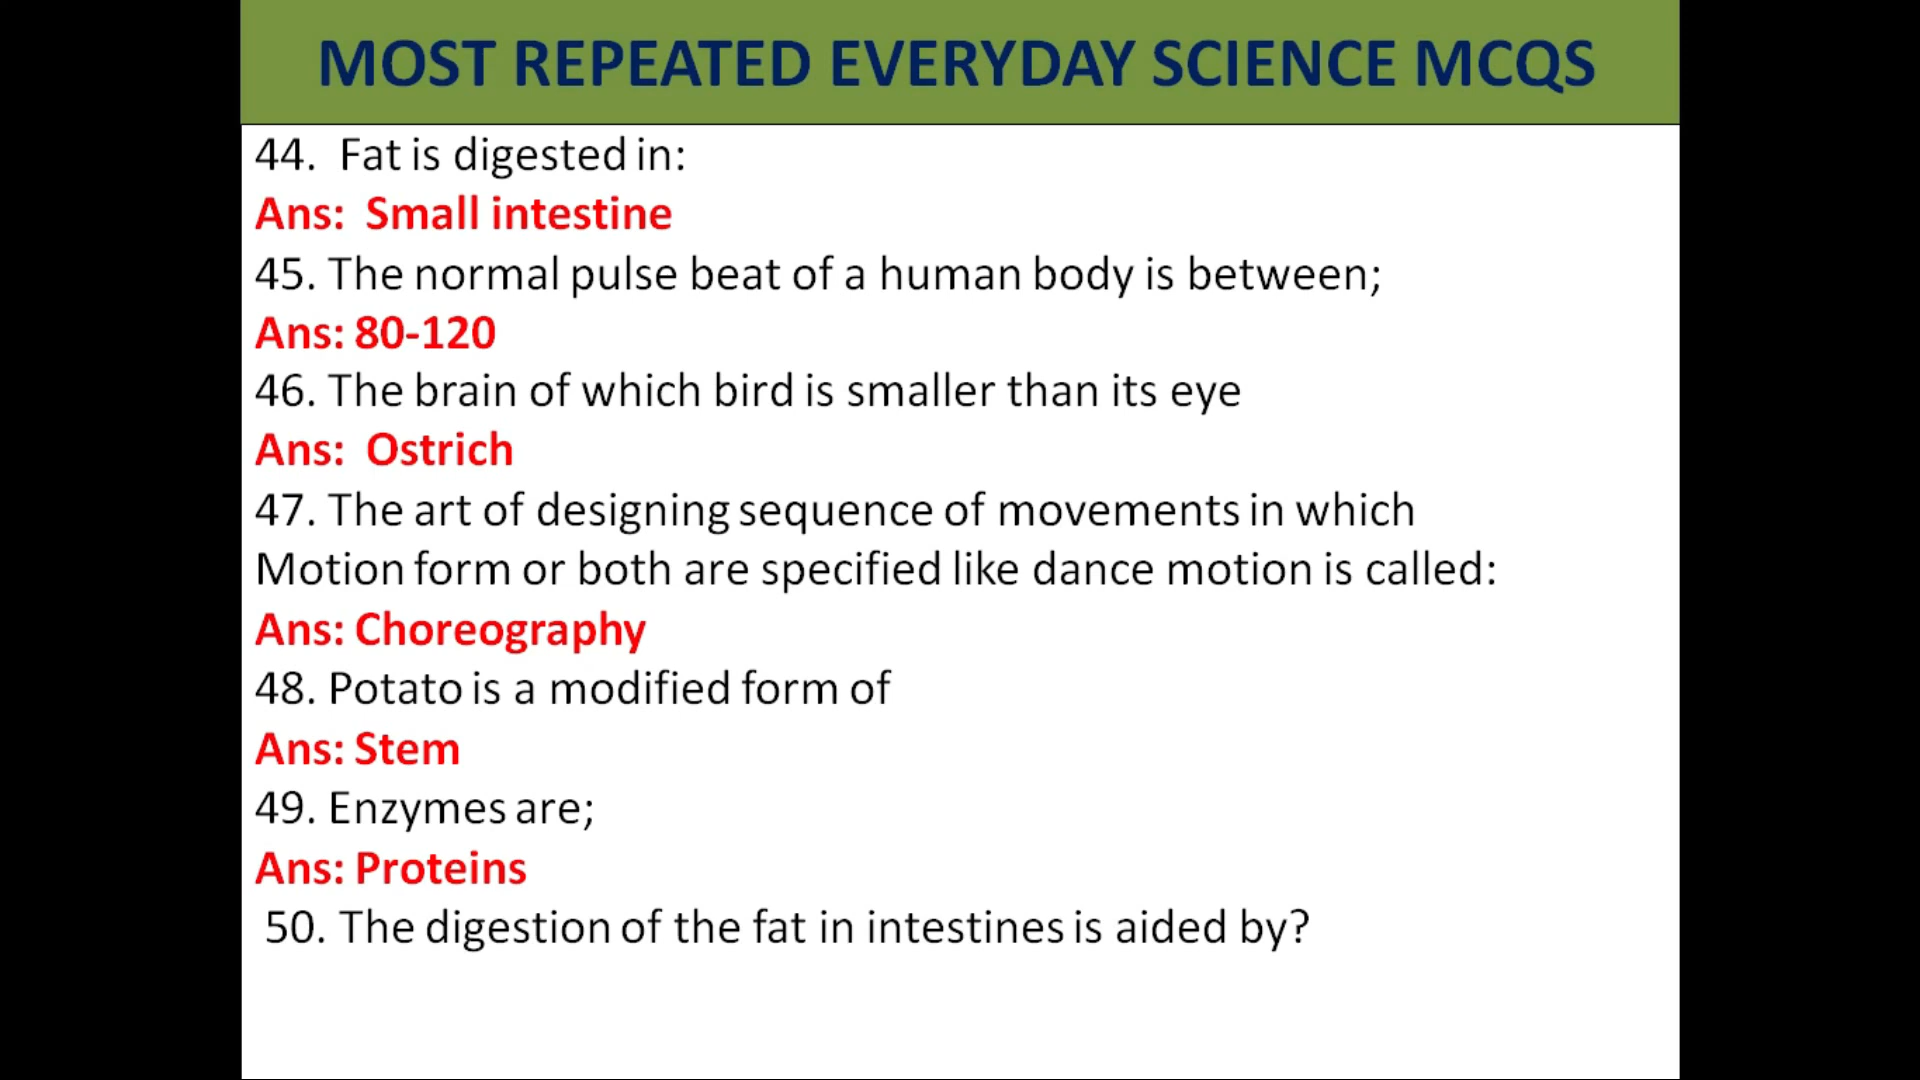 MOST REPEATED EVERYDAY SCIENCE MCQS
44. Fat is digested in:
Ans: Small intestine
45. The normal pulse beat of a human body is between;
Ans: 80-120
46. The brain of which bird is smaller than its eye
Ans: Ostrich
47. The art of designing sequence of movements in which
Motion form or both are specified like dance motion is called:
Ans: Choreography
48. Potato is a modified form of
Ans: Stem
49. Enzymes are;
Ans: Proteins
50. The digestion of the fat in intestines is aided by?